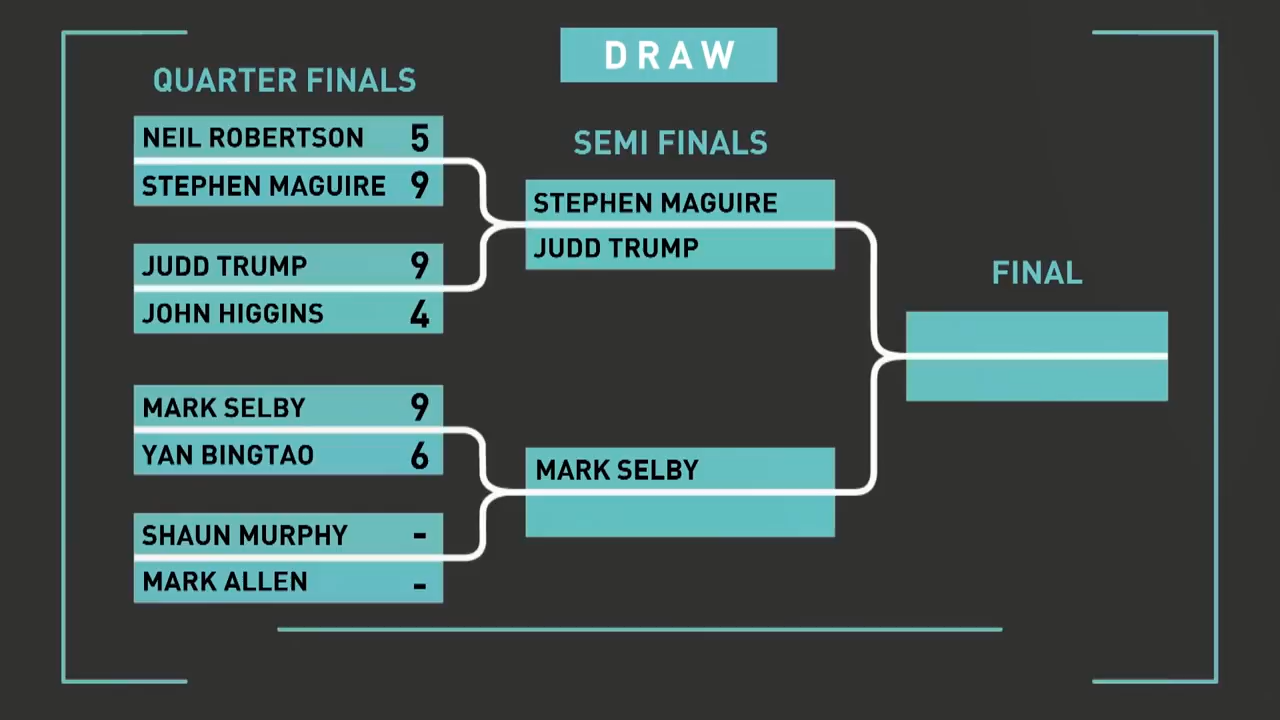 DRAW
QUARTER FINALS
NEIL ROBERTSON 5
STEPHEN MAGUIRE 9
JUDD TRUMP 9
JOHN HIGGINS 4
MARK SELBY 9
YAN BINGTAO 6
SHAUN MURPHY -
MARK ALLEN -
SEMI FINALS
STEPHEN MAGUIRE
JUDD TRUMP
MARK SELBY
FINAL